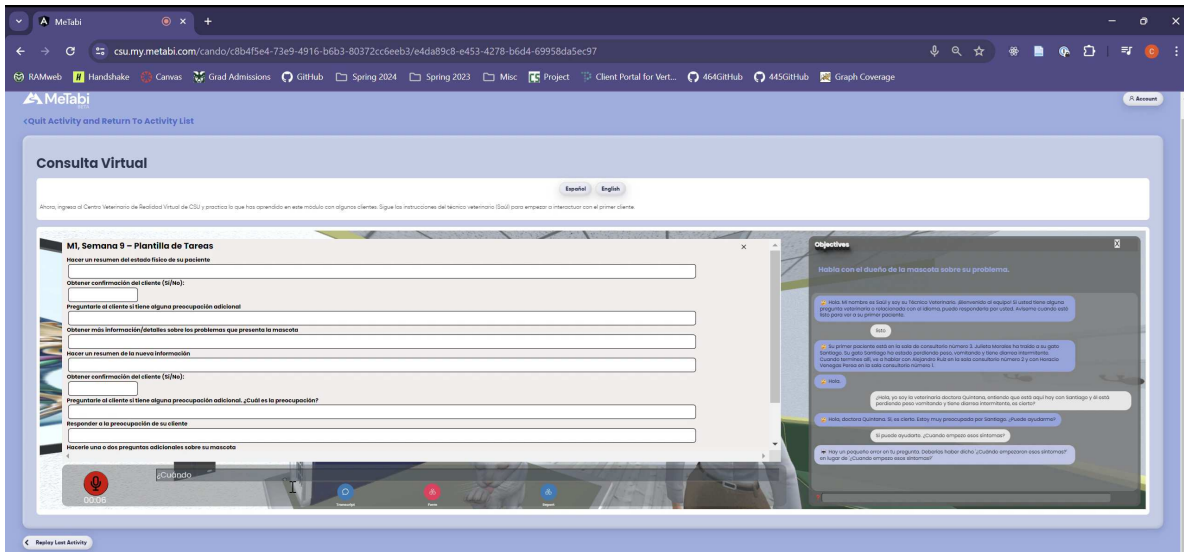 MeTabi
csu.my.metabi.com/cando/c8b4f5e4-73e9-4916-b6b3-80372cc6eeb3/e4da89c8-e453-4278-b6d4-69958da5ec97
RAMweb Handshake Canvas Grad Admissions GitHub Spring 2024 Spring 2023 Misc Project Client Portal for Vert... 464GitHub 445GitHub Graph Coverage
MeTabi
BETA
Account
<Quit Activity and Return To Activity List
Consulta Virtual
Español English
Ahora, ingresa al Centro Veterinario de Realidad Virtual de CSU y practica lo que has aprendido en este módulo con algunos clientes. Sigue las instrucciones del técnico veterinario (Saúl) para empezar a interactuar con el primer cliente.
M1, Semana 9 – Plantilla de Tareas
Hacer un resumen del estado físico de su paciente
Obtener confirmación del cliente (Sí/No):
Preguntarle al cliente si tiene alguna preocupación adicional
Obtener más información/detalles sobre los problemas que presenta la mascota
Hacer un resumen de la nueva información
Obtener confirmación del cliente (Sí/No):
Preguntarle al cliente si tiene alguna preocupación adicional. ¿Cuál es la preocupación?
Responder a la preocupación de su cliente
Hacerle una o dos preguntas adicionales sobre su mascota
¿Cuándo
00:06
Transcript
Pause
Repeat
Objectives
X
Habla con el dueño de la mascota sobre su problema.
Hola. Mi nombre es Saúl y soy su Técnico Veterinario. ¡Bienvenido al equipo! Si usted tiene alguna
pregunta veterinaria o relacionada con el idioma, puedo responderla por usted. Avíseme cuando esté
listo para ver a su primer paciente.
listo
Su primer paciente está en la sala de consultorio número 3. Julieta Morales ha traído a su gato
Santiago. Su gato Santiago ha estado perdiendo peso, vomitando y tiene diarrea intermitente.
Cuando termines allí, ve a hablar con Alejandro Ruiz en la sala consultorio número 2 y con Horacio
Venegas Perea en la sala consultorio número 1.
Hola.
¡Hola, yo soy la veterinaria doctora Quintana, entiendo que está aquí hoy con Santiago y él está
perdiendo peso vomitando y tiene diarrea intermitente, es cierto?
Hola, doctora Quintana. Sí, es cierto. Estoy muy preocupada por Santiago. ¿Puede ayudarme?
Sí puede ayudarte. ¿Cuando empezo esos síntomas?
Hay un pequeño error en tu pregunta. Deberías haber dicho '¿Cuándo empezaron esos síntomas?'
en lugar de '¿Cuando empezo esos síntomas?'
Replay Last Activity